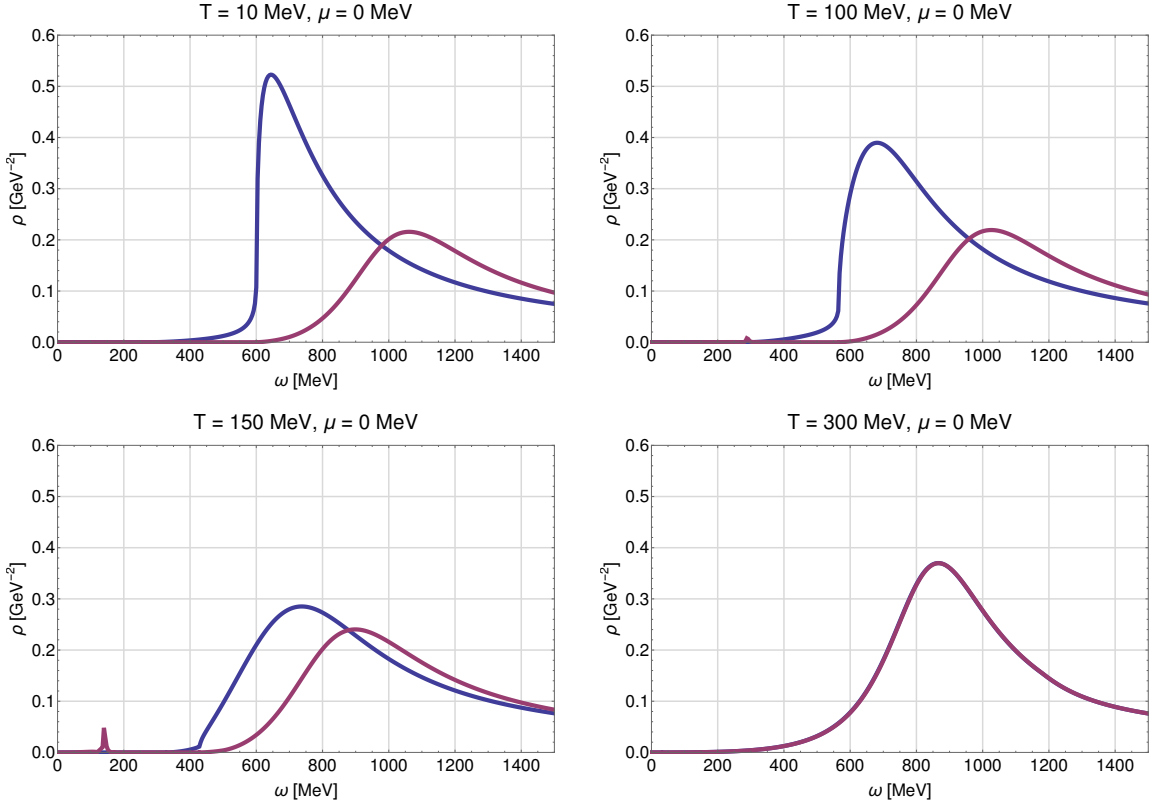 T = 10 MeV, μ = 0 MeV
0.6
0.5
0.4
0.3
0.2
0.1
0.0
ρ [GeV⁻²]
0 200 400 600 800 1000 1200 1400
ω [MeV]
T = 100 MeV, μ = 0 MeV
0.6
0.5
0.4
0.3
0.2
0.1
0.0
ρ [GeV⁻²]
0 200 400 600 800 1000 1200 1400
ω [MeV]
T = 150 MeV, μ = 0 MeV
0.6
0.5
0.4
0.3
0.2
0.1
0.0
ρ [GeV⁻²]
0 200 400 600 800 1000 1200 1400
ω [MeV]
T = 300 MeV, μ = 0 MeV
0.6
0.5
0.4
0.3
0.2
0.1
0.0
ρ [GeV⁻²]
0 200 400 600 800 1000 1200 1400
ω [MeV]